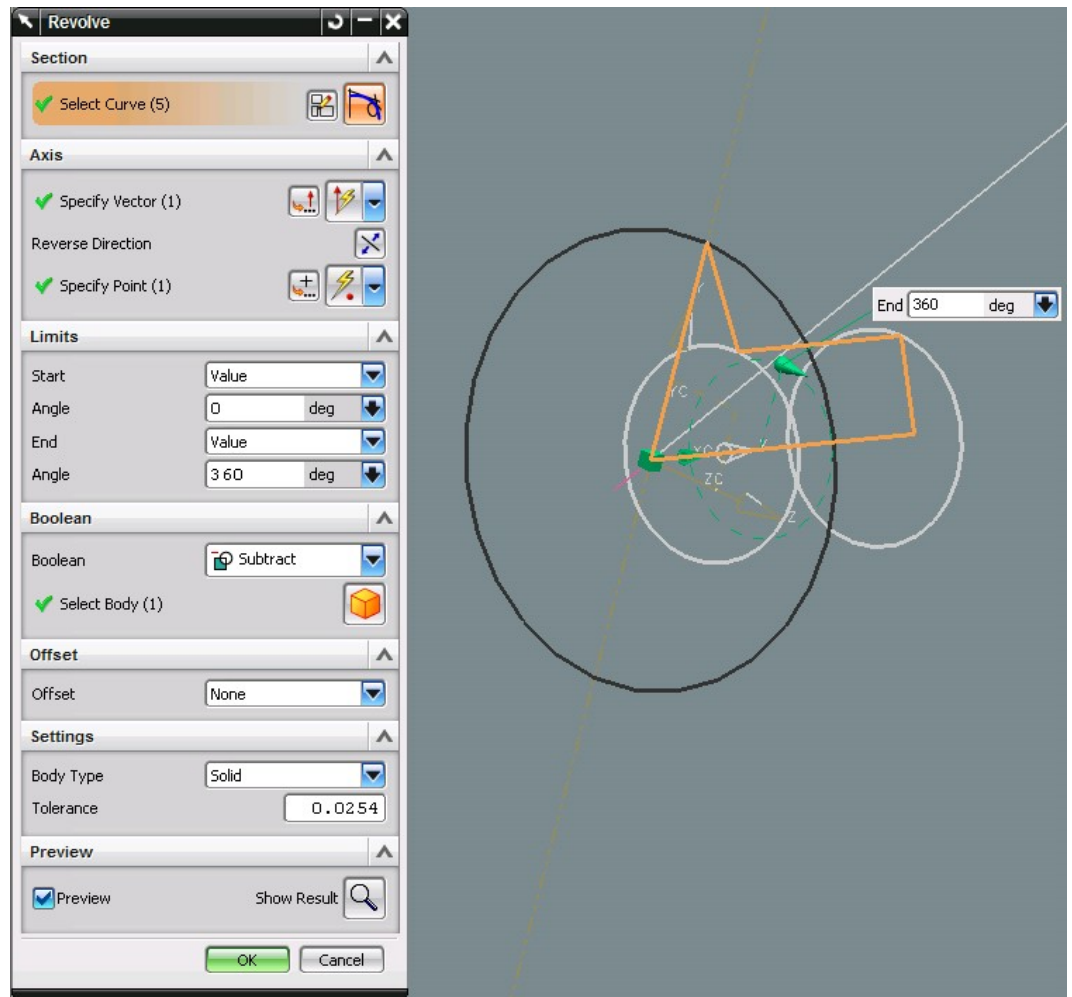 Revolve
Section
Select Curve (5)
Axis
Specify Vector (1)
Reverse Direction
Specify Point (1)
Limits
Start Value
Angle 0 deg
End Value
Angle 360 deg
Boolean
Boolean Subtract
Select Body (1)
Offset
Offset None
Settings
Body Type Solid
Tolerance 0.0254
Preview
Preview Show Result
OK Cancel
End 360 deg
Y
YC
XC
X
ZC
Z